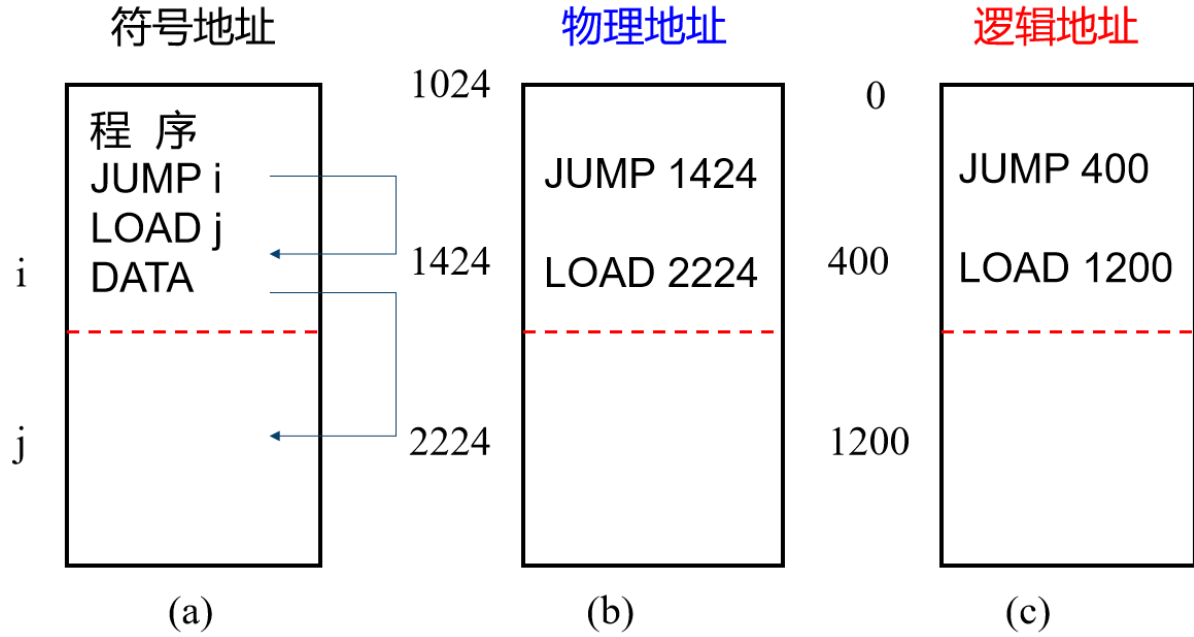 符号地址
物理地址
逻辑地址
程 序
JUMP i
LOAD j
DATA
i
j
1024
1424
2224
JUMP 1424
LOAD 2224
0
400
1200
JUMP 400
LOAD 1200
(a)
(b)
(c)